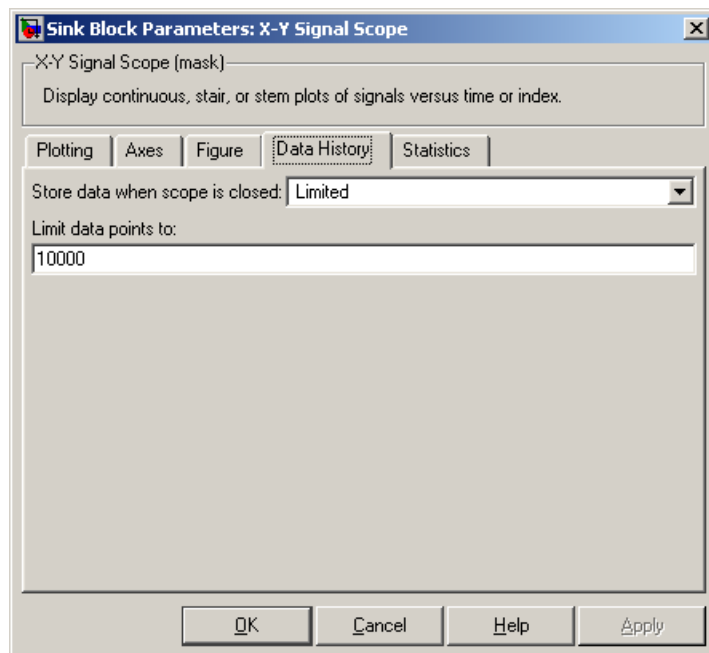 Sink Block Parameters: X-Y Signal Scope
X-Y Signal Scope (mask)
Display continuous, stair, or stem plots of signals versus time or index.
Plotting Axes Figure Data History Statistics
Store data when scope is closed: Limited
Limit data points to:
10000
OK Cancel Help Apply